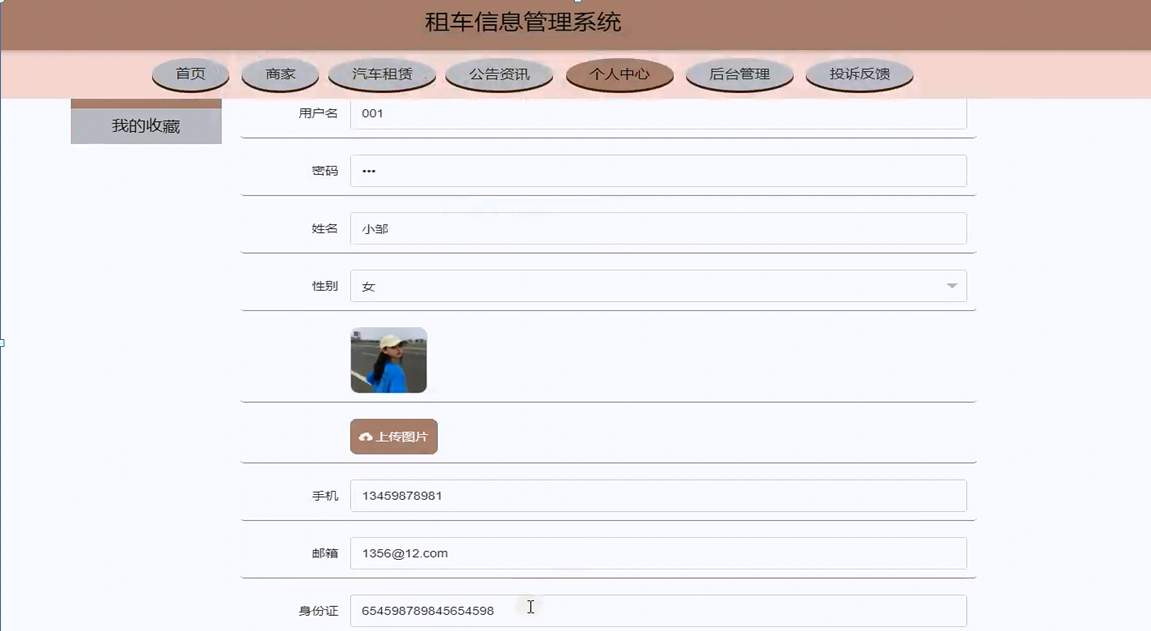 租车信息管理系统
首页 商家 汽车租赁 公告资讯 个人中心 后台管理 投诉反馈
我的收藏
用户名 001
密码 •••
姓名 小邹
性别 女
上传图片
手机 13459878981
邮箱 1356@12.com
身份证 654598789845654598